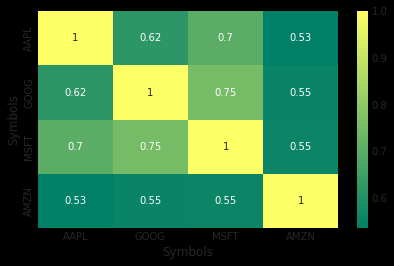 AAPL 1 0.62 0.7 0.53
GOOG 0.62 1 0.75 0.55
MSFT 0.7 0.75 1 0.55
AMZN 0.53 0.55 0.55 1
AAPL GOOG MSFT AMZN
Symbols
Symbols
1.0
0.9
0.8
0.7
0.6